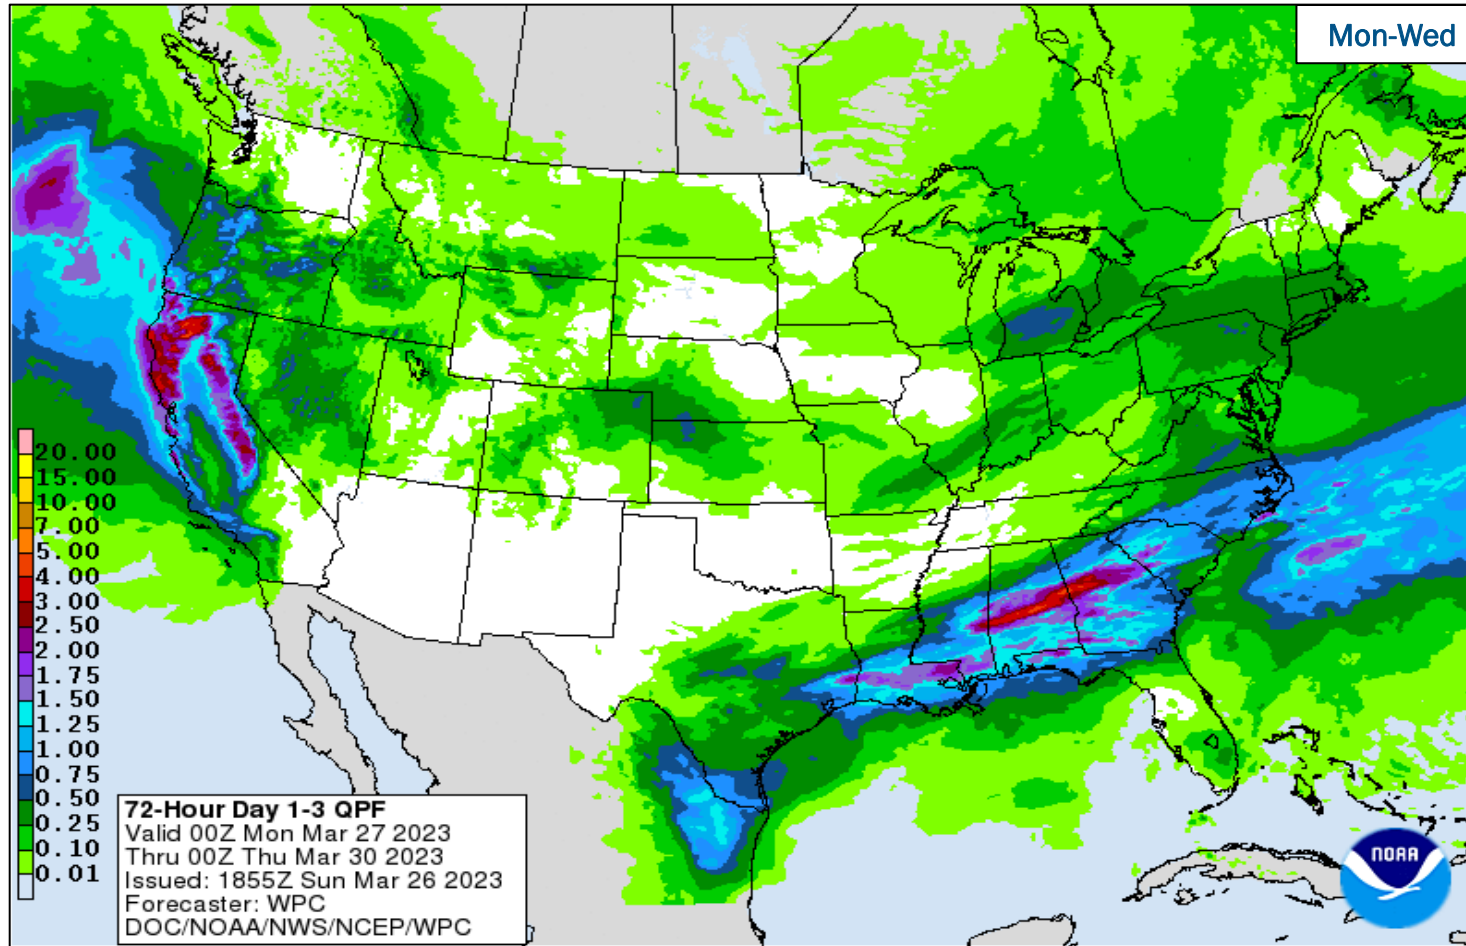 Mon-Wed
20.00
15.00
10.00
7.00
5.00
4.00
3.00
2.50
2.00
1.75
1.50
1.25
1.00
0.75
0.50
0.25
0.10
0.01
72-Hour Day 1-3 QPF
Valid 00Z Mon Mar 27 2023
Thru 00Z Thu Mar 30 2023
Issued: 1855Z Sun Mar 26 2023
Forecaster: WPC
DOC/NOAA/NWS/NCEP/WPC
NOAA